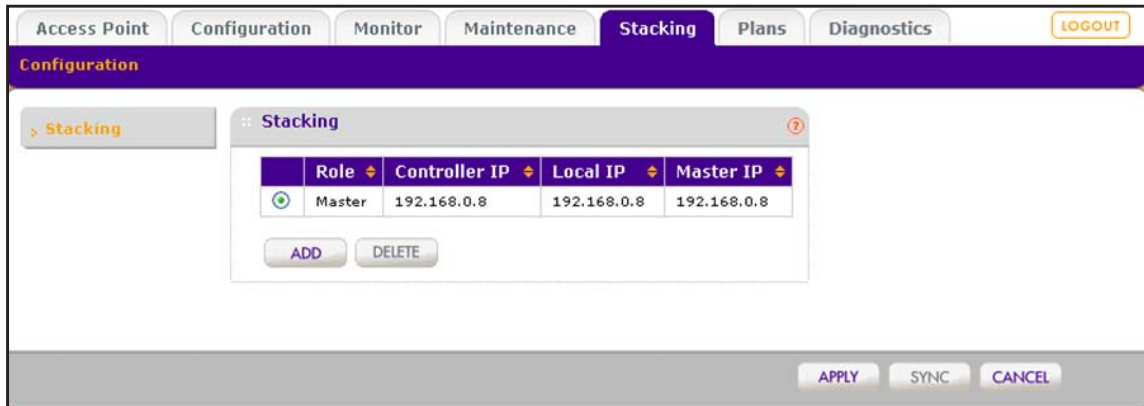 Access Point Configuration Monitor Maintenance Stacking Plans Diagnostics LOGOUT
Configuration
Stacking
Stacking ?
Role Controller IP Local IP Master IP
Master 192.168.0.8 192.168.0.8 192.168.0.8
ADD DELETE
APPLY SYNC CANCEL